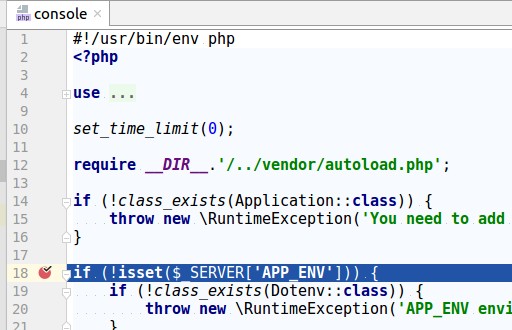 console
1 #!/usr/bin/env php
2 <?php
3
4 use ...
9
10 set_time_limit(0);
11
12 require __DIR__.'/../vendor/autoload.php';
13
14 if (!class_exists(Application::class)) {
15 throw new \RuntimeException('You need to add
16 }
17
18 if (!isset($_SERVER['APP_ENV'])) {
19 if (!class_exists(Dotenv::class)) {
20 throw new \RuntimeException('APP_ENV envi
21 }